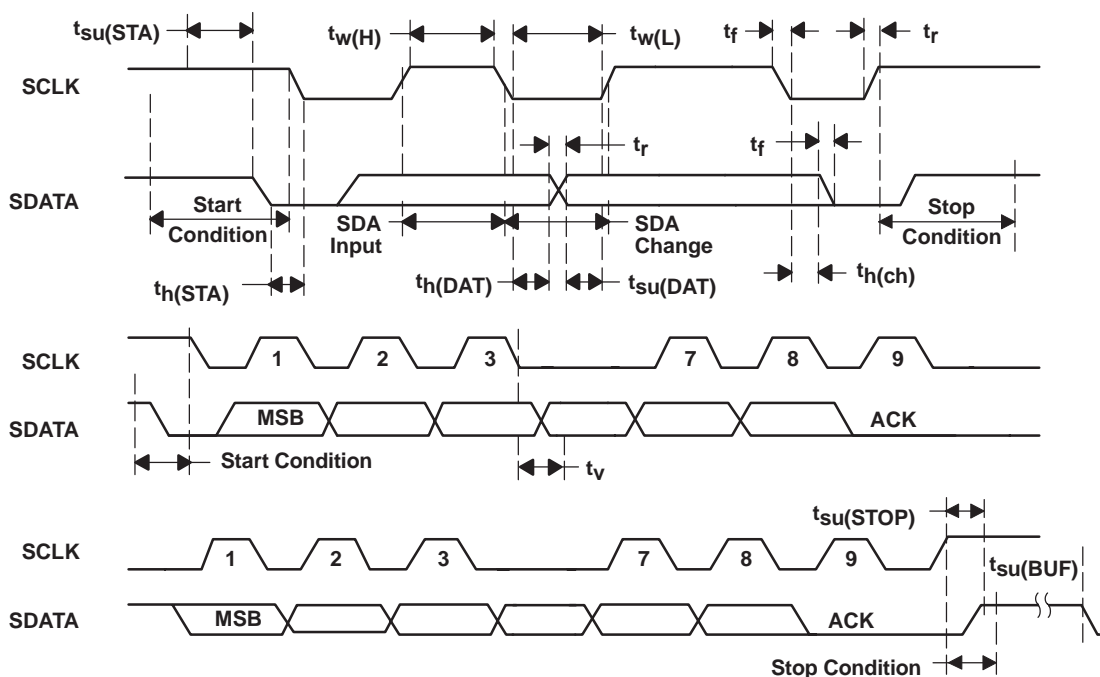 tsu(STA)
tw(H)
tw(L)
tf
tr
SCLK
tr
tf
SDATA
Start
Condition
SDA
Input
SDA
Change
Stop
Condition
th(STA)
th(DAT)
tsu(DAT)
th(ch)
SCLK
1
2
3
7
8
9
SDATA
MSB
ACK
Start Condition
tv
tsu(STOP)
SCLK
1
2
3
7
8
9
tsu(BUF)
SDATA
MSB
ACK
Stop Condition